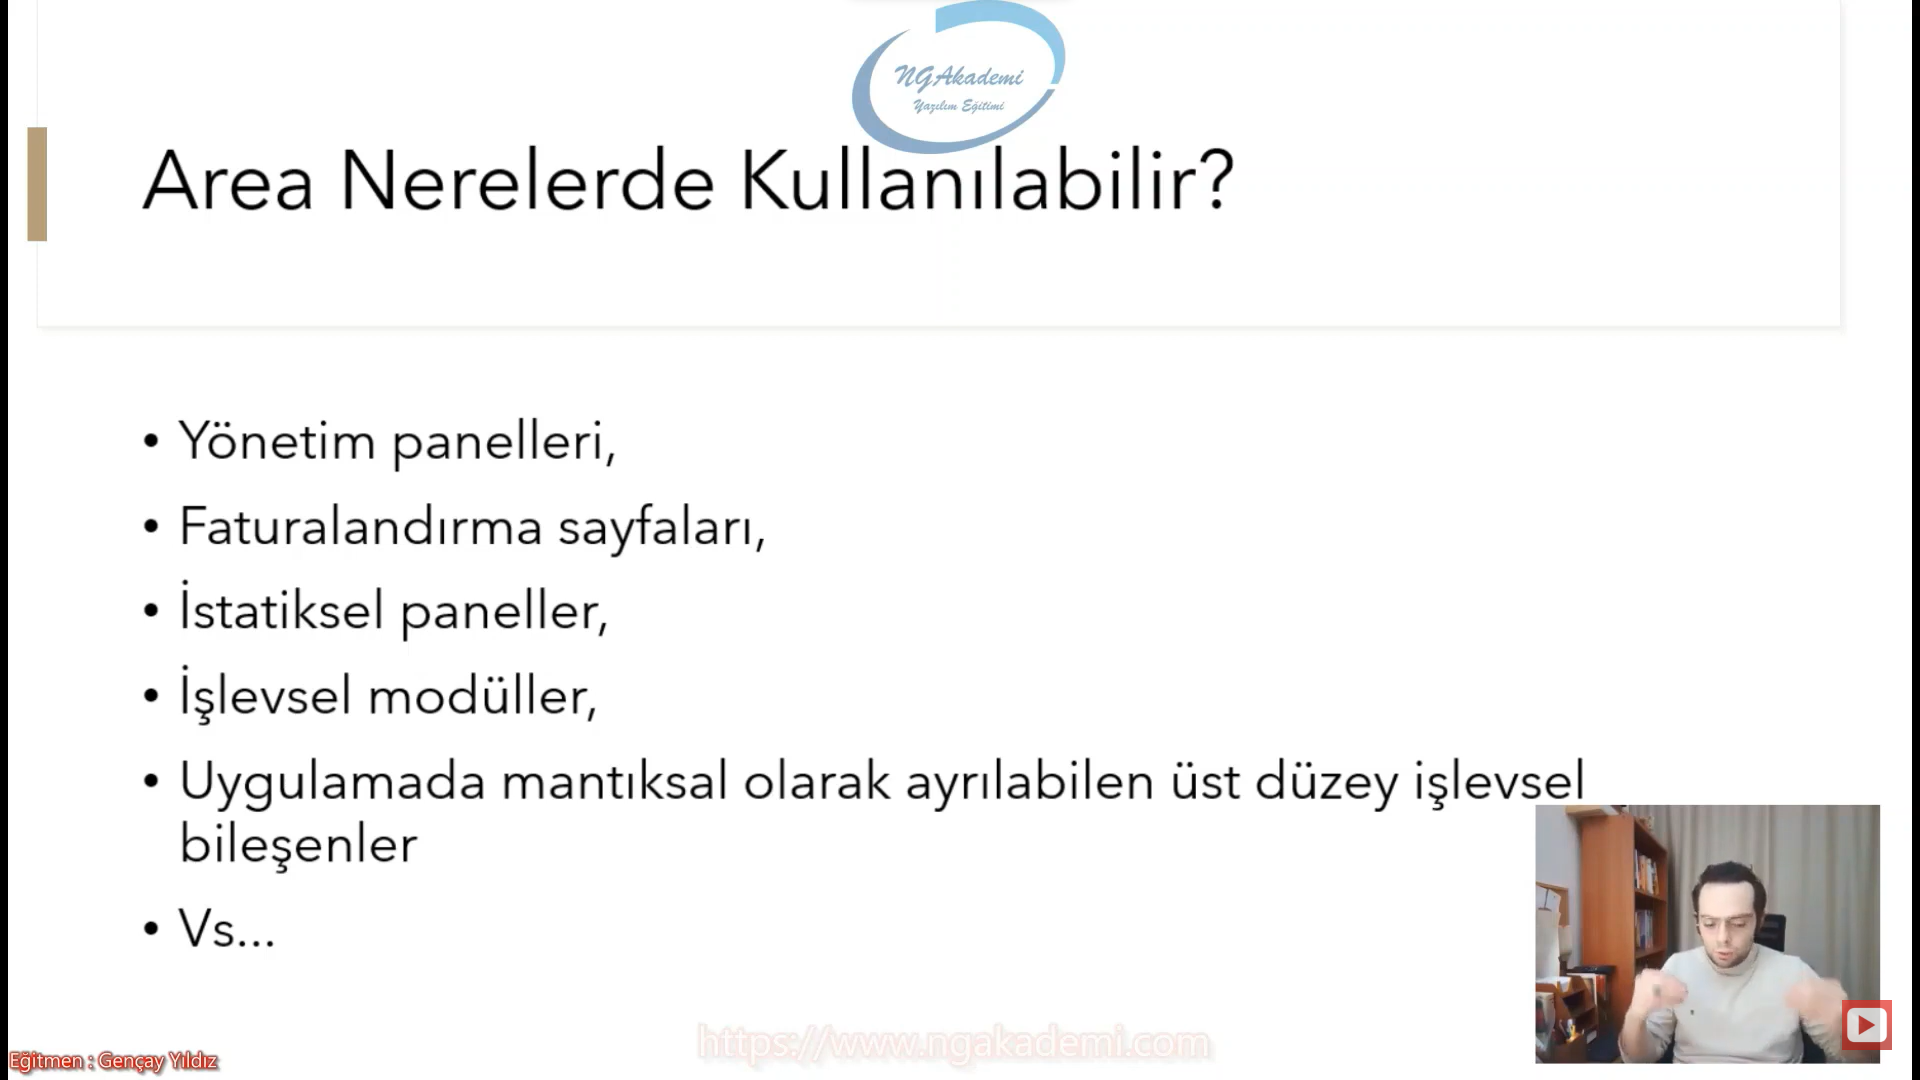 NGAkademi
Yazılım Eğitimi
Area Nerelerde Kullanılabilir?
• Yönetim panelleri,
• Faturalandırma sayfaları,
• İstatiksel paneller,
• İşlevsel modüller,
• Uygulamada mantıksal olarak ayrılabilen üst düzey işlevsel
bileşenler
• Vs...
https://www.ngakademi.com
Eğitmen : Gençay Yıldız